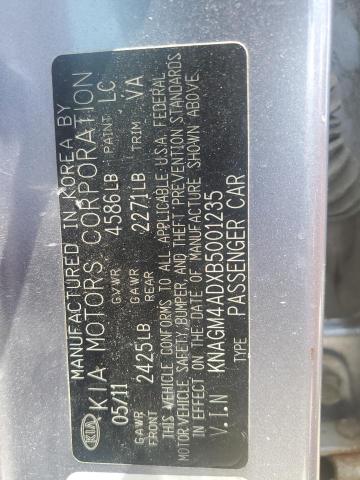 KIA
MANUFACTURED IN KOREA BY
KIA MOTORS CORPORATION
05/11 GVWR 4586LB PAINT LC
GAWR FRONT 2425LB GAWR REAR 2271LB TRIM VA
THIS VEHICLE CONFORMS TO ALL APPLICABLE U.S.A. FEDERAL
MOTOR VEHICLE SAFETY, BUMPER, AND THEFT PREVENTION STANDARDS
IN EFFECT ON THE DATE OF MANUFACTURE SHOWN ABOVE.
V.I.N KNAGM4ADXB5001235
TYPE PASSENGER CAR